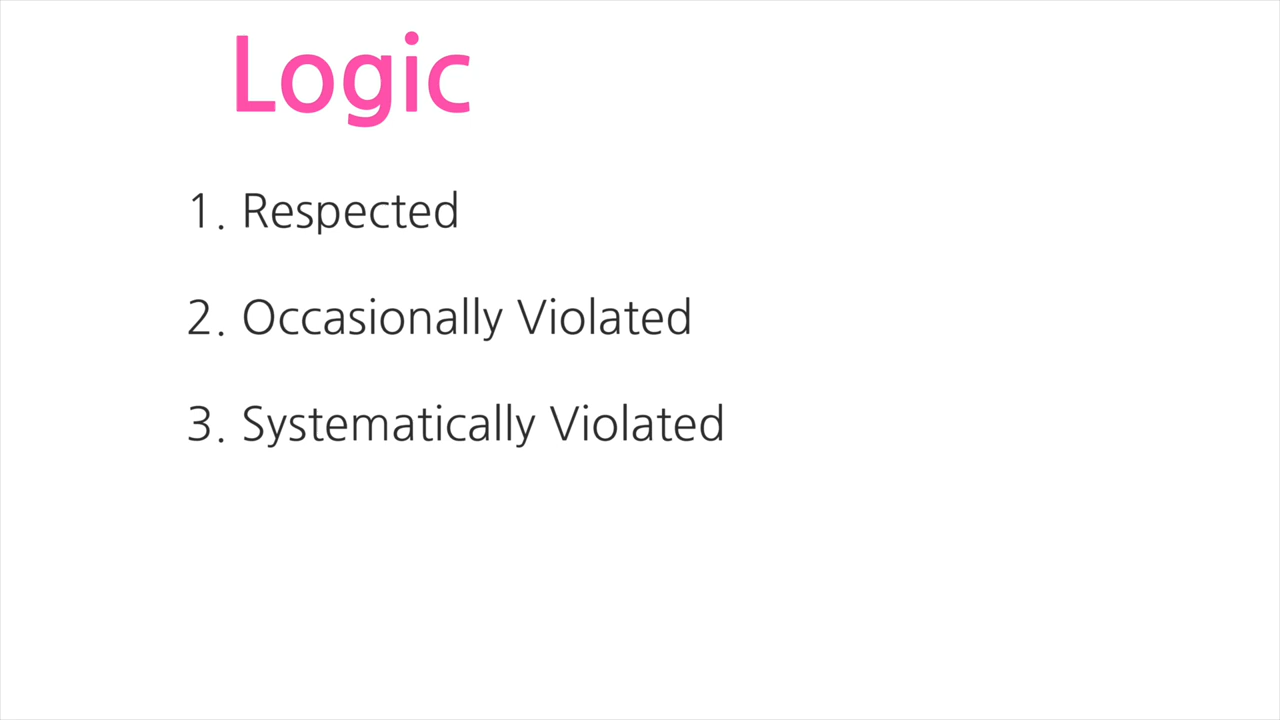 Logic
1. Respected
2. Occasionally Violated
3. Systematically Violated